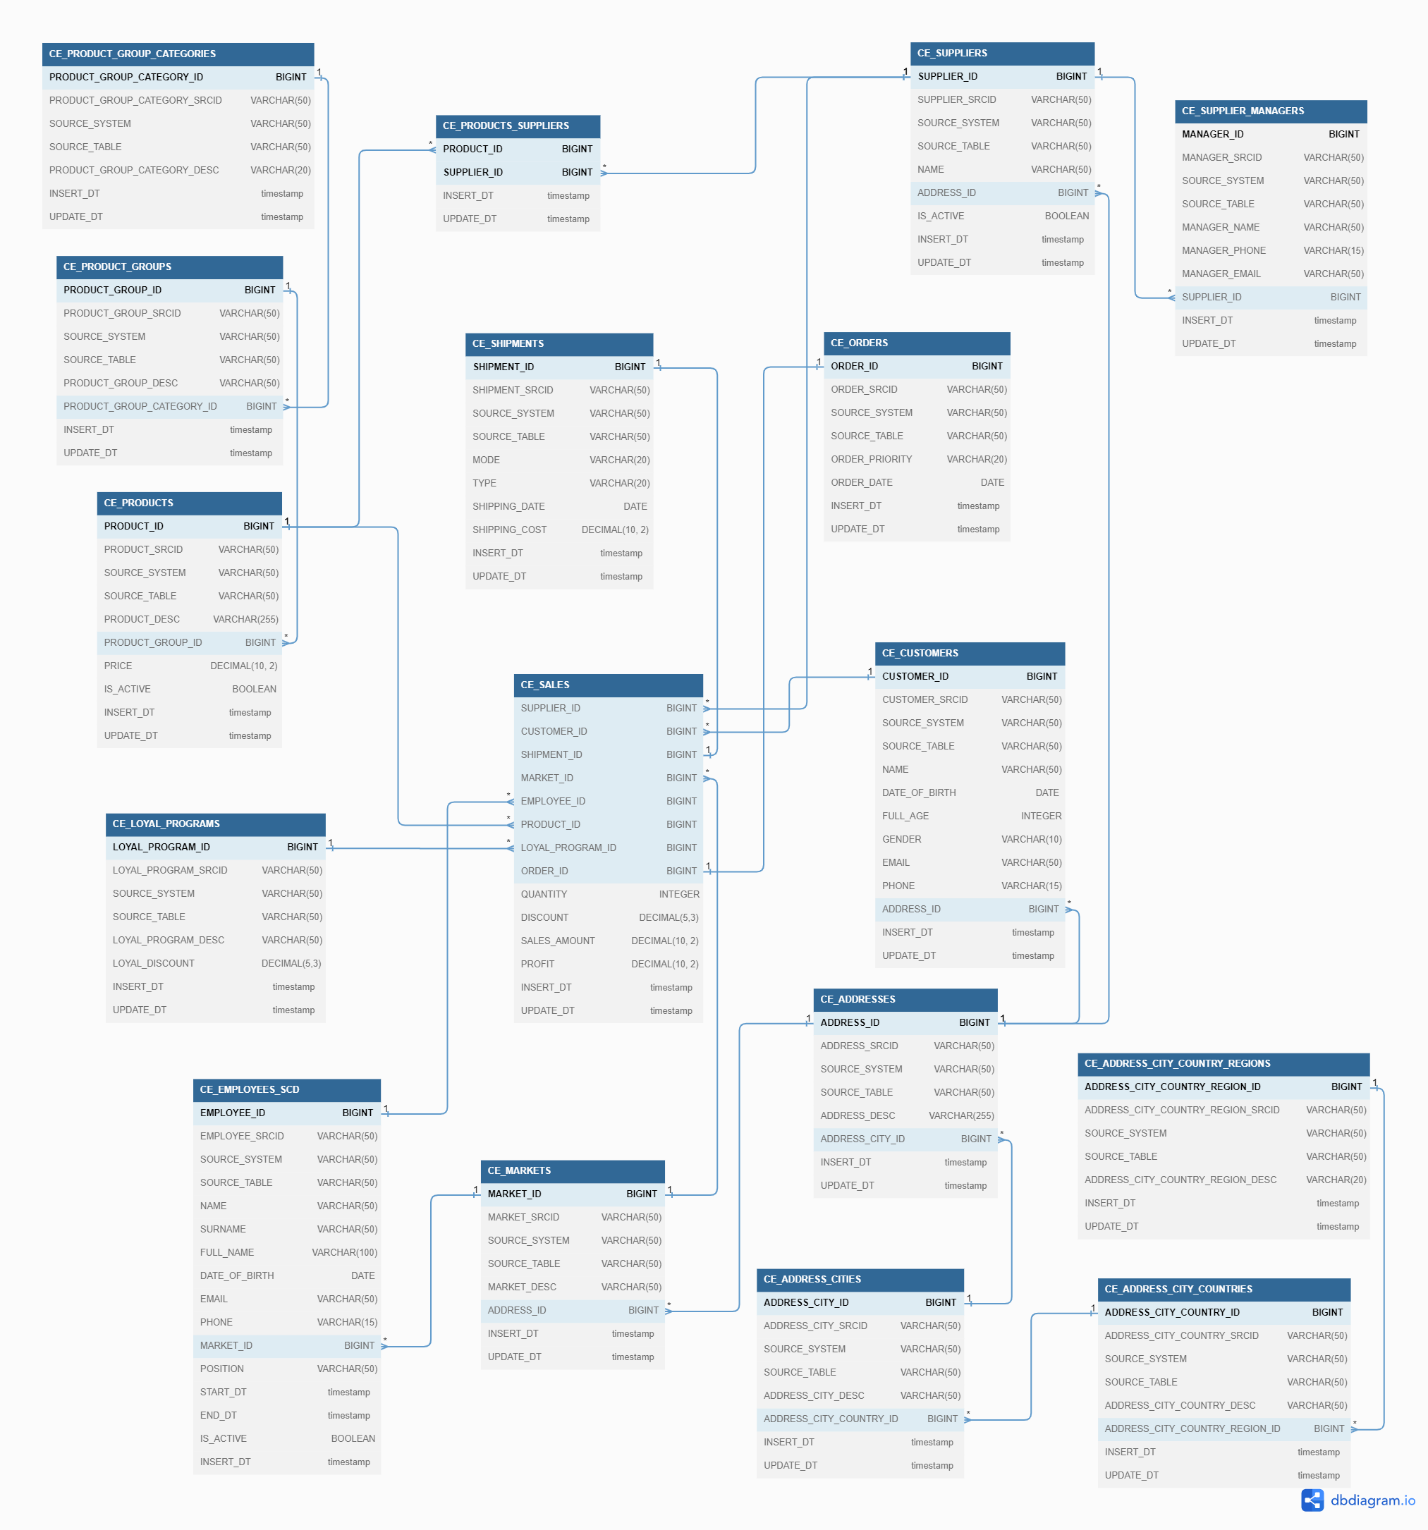 CE_PRODUCT_GROUP_CATEGORIES
PRODUCT_GROUP_CATEGORY_ID BIGINT
PRODUCT_GROUP_CATEGORY_SRCID VARCHAR(50)
SOURCE_SYSTEM VARCHAR(50)
SOURCE_TABLE VARCHAR(50)
PRODUCT_GROUP_CATEGORY_DESC VARCHAR(20)
INSERT_DT timestamp
UPDATE_DT timestamp
CE_PRODUCTS_SUPPLIERS
PRODUCT_ID BIGINT
SUPPLIER_ID BIGINT
INSERT_DT timestamp
UPDATE_DT timestamp
CE_SUPPLIERS
SUPPLIER_ID BIGINT
SUPPLIER_SRCID VARCHAR(50)
SOURCE_SYSTEM VARCHAR(50)
SOURCE_TABLE VARCHAR(50)
NAME VARCHAR(50)
ADDRESS_ID BIGINT
IS_ACTIVE BOOLEAN
INSERT_DT timestamp
UPDATE_DT timestamp
CE_SUPPLIER_MANAGERS
MANAGER_ID BIGINT
MANAGER_SRCID VARCHAR(50)
SOURCE_SYSTEM VARCHAR(50)
SOURCE_TABLE VARCHAR(50)
MANAGER_NAME VARCHAR(50)
MANAGER_PHONE VARCHAR(15)
MANAGER_EMAIL VARCHAR(50)
SUPPLIER_ID BIGINT
INSERT_DT timestamp
UPDATE_DT timestamp
CE_PRODUCT_GROUPS
PRODUCT_GROUP_ID BIGINT
PRODUCT_GROUP_SRCID VARCHAR(50)
SOURCE_SYSTEM VARCHAR(50)
SOURCE_TABLE VARCHAR(50)
PRODUCT_GROUP_DESC VARCHAR(50)
PRODUCT_GROUP_CATEGORY_ID BIGINT
INSERT_DT timestamp
UPDATE_DT timestamp
CE_SHIPMENTS
SHIPMENT_ID BIGINT
SHIPMENT_SRCID VARCHAR(50)
SOURCE_SYSTEM VARCHAR(50)
SOURCE_TABLE VARCHAR(50)
MODE VARCHAR(20)
TYPE VARCHAR(20)
SHIPPING_DATE DATE
SHIPPING_COST DECIMAL(10, 2)
INSERT_DT timestamp
UPDATE_DT timestamp
CE_ORDERS
ORDER_ID BIGINT
ORDER_SRCID VARCHAR(50)
SOURCE_SYSTEM VARCHAR(50)
SOURCE_TABLE VARCHAR(50)
ORDER_PRIORITY VARCHAR(20)
ORDER_DATE DATE
INSERT_DT timestamp
UPDATE_DT timestamp
CE_PRODUCTS
PRODUCT_ID BIGINT
PRODUCT_SRCID VARCHAR(50)
SOURCE_SYSTEM VARCHAR(50)
SOURCE_TABLE VARCHAR(50)
PRODUCT_DESC VARCHAR(255)
PRODUCT_GROUP_ID BIGINT
PRICE DECIMAL(10, 2)
IS_ACTIVE BOOLEAN
INSERT_DT timestamp
UPDATE_DT timestamp
CE_SALES
SUPPLIER_ID BIGINT
CUSTOMER_ID BIGINT
SHIPMENT_ID BIGINT
MARKET_ID BIGINT
EMPLOYEE_ID BIGINT
PRODUCT_ID BIGINT
LOYAL_PROGRAM_ID BIGINT
ORDER_ID BIGINT
QUANTITY INTEGER
DISCOUNT DECIMAL(5,3)
SALES_AMOUNT DECIMAL(10, 2)
PROFIT DECIMAL(10, 2)
INSERT_DT timestamp
UPDATE_DT timestamp
CE_CUSTOMERS
CUSTOMER_ID BIGINT
CUSTOMER_SRCID VARCHAR(50)
SOURCE_SYSTEM VARCHAR(50)
SOURCE_TABLE VARCHAR(50)
NAME VARCHAR(50)
DATE_OF_BIRTH DATE
FULL_AGE INTEGER
GENDER VARCHAR(10)
EMAIL VARCHAR(50)
PHONE VARCHAR(15)
ADDRESS_ID BIGINT
INSERT_DT timestamp
UPDATE_DT timestamp
CE_LOYAL_PROGRAMS
LOYAL_PROGRAM_ID BIGINT
LOYAL_PROGRAM_SRCID VARCHAR(50)
SOURCE_SYSTEM VARCHAR(50)
SOURCE_TABLE VARCHAR(50)
LOYAL_PROGRAM_DESC VARCHAR(50)
LOYAL_DISCOUNT DECIMAL(5,3)
INSERT_DT timestamp
UPDATE_DT timestamp
CE_ADDRESSES
ADDRESS_ID BIGINT
ADDRESS_SRCID VARCHAR(50)
SOURCE_SYSTEM VARCHAR(50)
SOURCE_TABLE VARCHAR(50)
ADDRESS_DESC VARCHAR(255)
ADDRESS_CITY_ID BIGINT
INSERT_DT timestamp
UPDATE_DT timestamp
CE_ADDRESS_CITY_COUNTRY_REGIONS
ADDRESS_CITY_COUNTRY_REGION_ID BIGINT
ADDRESS_CITY_COUNTRY_REGION_SRCID VARCHAR(50)
SOURCE_SYSTEM VARCHAR(50)
SOURCE_TABLE VARCHAR(50)
ADDRESS_CITY_COUNTRY_REGION_DESC VARCHAR(20)
INSERT_DT timestamp
UPDATE_DT timestamp
CE_EMPLOYEES_SCD
EMPLOYEE_ID BIGINT
EMPLOYEE_SRCID VARCHAR(50)
SOURCE_SYSTEM VARCHAR(50)
SOURCE_TABLE VARCHAR(50)
NAME VARCHAR(50)
SURNAME VARCHAR(50)
FULL_NAME VARCHAR(100)
DATE_OF_BIRTH DATE
EMAIL VARCHAR(50)
PHONE VARCHAR(15)
MARKET_ID BIGINT
POSITION VARCHAR(50)
START_DT timestamp
END_DT timestamp
IS_ACTIVE BOOLEAN
INSERT_DT timestamp
CE_MARKETS
MARKET_ID BIGINT
MARKET_SRCID VARCHAR(50)
SOURCE_SYSTEM VARCHAR(50)
SOURCE_TABLE VARCHAR(50)
MARKET_DESC VARCHAR(50)
ADDRESS_ID BIGINT
INSERT_DT timestamp
UPDATE_DT timestamp
CE_ADDRESS_CITIES
ADDRESS_CITY_ID BIGINT
ADDRESS_CITY_SRCID VARCHAR(50)
SOURCE_SYSTEM VARCHAR(50)
SOURCE_TABLE VARCHAR(50)
ADDRESS_CITY_DESC VARCHAR(50)
ADDRESS_CITY_COUNTRY_ID BIGINT
INSERT_DT timestamp
UPDATE_DT timestamp
CE_ADDRESS_CITY_COUNTRIES
ADDRESS_CITY_COUNTRY_ID BIGINT
ADDRESS_CITY_COUNTRY_SRCID VARCHAR(50)
SOURCE_SYSTEM VARCHAR(50)
SOURCE_TABLE VARCHAR(50)
ADDRESS_CITY_COUNTRY_DESC VARCHAR(50)
ADDRESS_CITY_COUNTRY_REGION_ID BIGINT
INSERT_DT timestamp
UPDATE_DT timestamp
dbdiagram.io